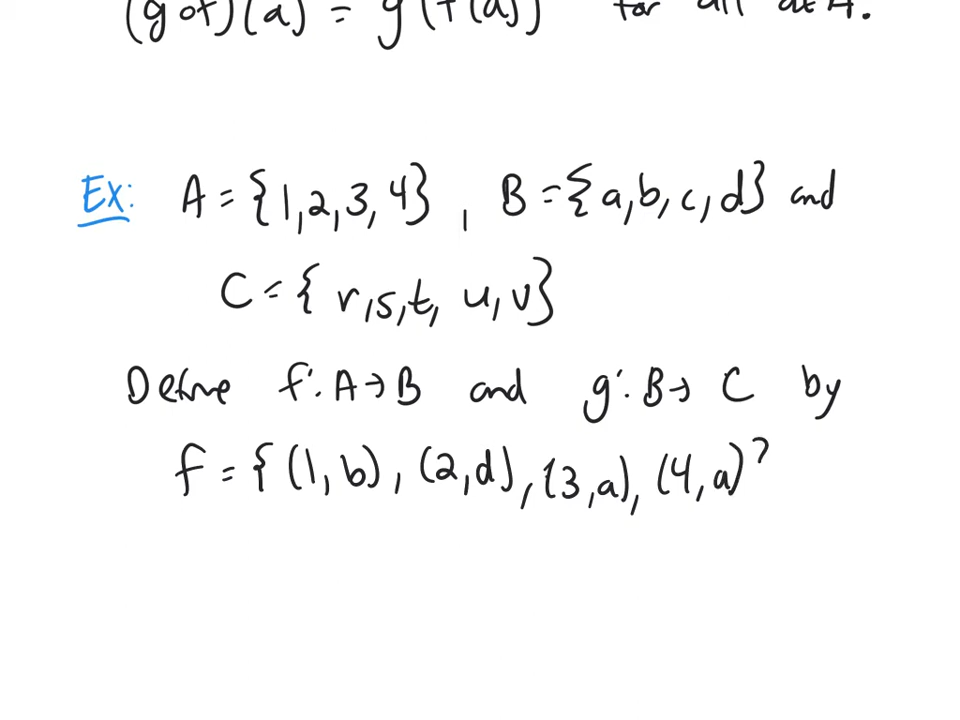 (g∘f)(a) = g(f(a)) for all a∈A.
Ex: A = {1,2,3,4}, B = {a,b,c,d} and
C = {r,s,t,u,v}
Define f: A→B and g: B→C by
f = {(1,b), (2,d), (3,a), (4,a)